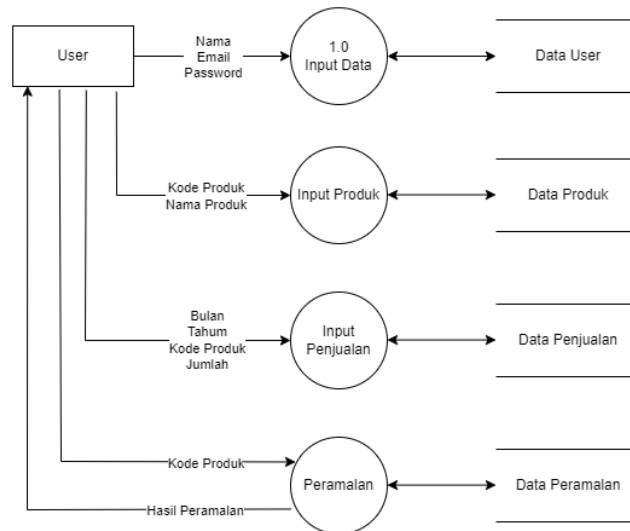 User
Nama
Email
Password
1.0
Input Data
Data User
Kode Produk
Nama Produk
Input Produk
Data Produk
Bulan
Tahum
Kode Produk
Jumlah
Input
Penjualan
Data Penjualan
Kode Produk
Peramalan
Data Peramalan
Hasil Peramalan